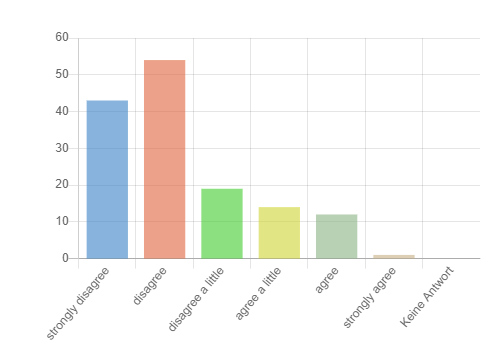 60
50
40
30
20
10
0
strongly disagree
disagree
disagree a little
agree a little
agree
strongly agree
Keine Antwort